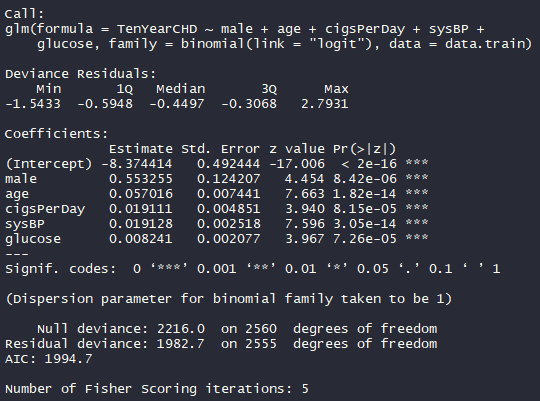 Call:
glm(formula = TenYearCHD ~ male + age + cigsPerDay + sysBP +
    glucose, family = binomial(link = "logit"), data = data.train)

Deviance Residuals:
    Min      1Q  Median      3Q     Max
-1.5433 -0.5948 -0.4497 -0.3068  2.7931

Coefficients:
             Estimate Std. Error z value Pr(>|z|)
(Intercept) -8.374414   0.492444 -17.006  < 2e-16 ***
male         0.553255   0.124207   4.454 8.42e-06 ***
age          0.057016   0.007441   7.663 1.82e-14 ***
cigsPerDay   0.019111   0.004851   3.940 8.15e-05 ***
sysBP        0.019128   0.002518   7.596 3.05e-14 ***
glucose      0.008241   0.002077   3.967 7.26e-05 ***
---
Signif. codes:  0 ‘***’ 0.001 ‘**’ 0.01 ‘*’ 0.05 ‘.’ 0.1 ‘ ’ 1

(Dispersion parameter for binomial family taken to be 1)

    Null deviance: 2216.0  on 2560  degrees of freedom
Residual deviance: 1982.7  on 2555  degrees of freedom
AIC: 1994.7

Number of Fisher Scoring iterations: 5